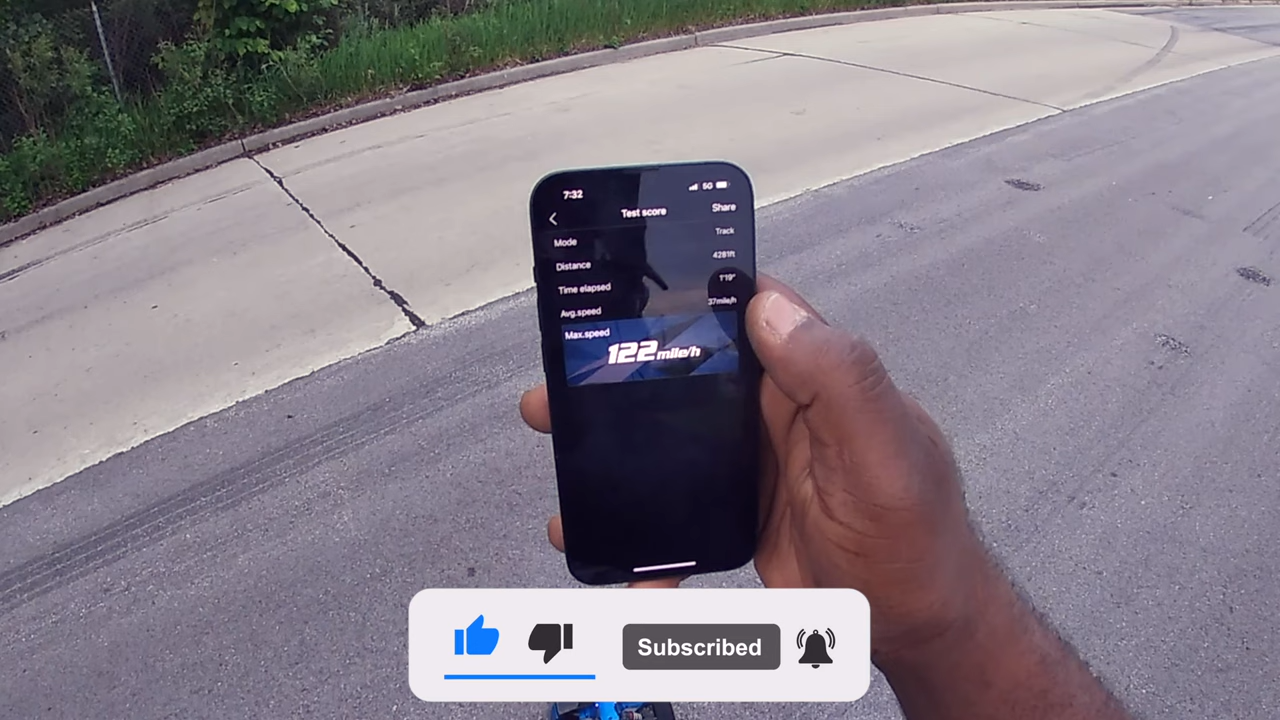 7:32 5G
Test score Share
Mode Track
Distance 4281ft
Time elapsed 1'19"
Avg.speed 37mile/h
Max.speed
122mile/h
Subscribed